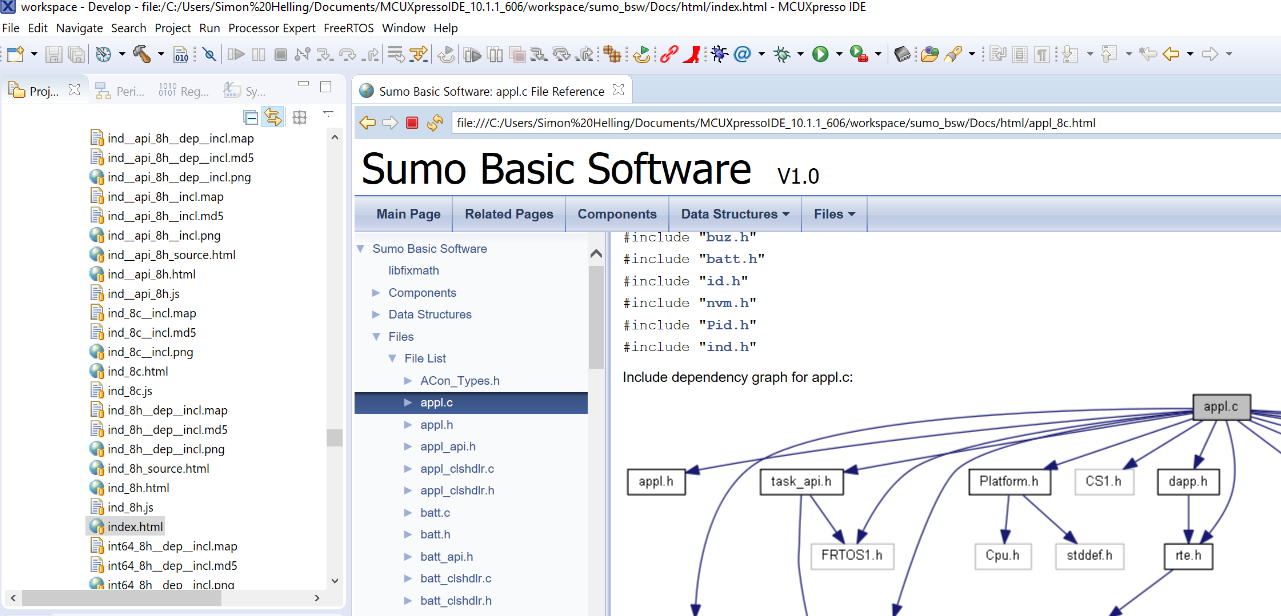 workspace - Develop - file:/C:/Users/Simon%20Helling/Documents/MCUXpressoIDE_10.1.1_606/workspace/sumo_bsw/Docs/html/index.html - MCUXpresso IDE
File Edit Navigate Search Project Run Processor Expert FreeRTOS Window Help
Proj... Peri... Reg... Sy...
ind__api_8h__dep__incl.map
ind__api_8h__dep__incl.md5
ind__api_8h__dep__incl.png
ind__api_8h__incl.map
ind__api_8h__incl.md5
ind__api_8h__incl.png
ind__api_8h_source.html
ind__api_8h.html
ind__api_8h.js
ind_8c__incl.map
ind_8c__incl.md5
ind_8c__incl.png
ind_8c.html
ind_8c.js
ind_8h__dep__incl.map
ind_8h__dep__incl.md5
ind_8h__dep__incl.png
ind_8h_source.html
ind_8h.html
ind_8h.js
index.html
int64_8h__dep__incl.map
int64_8h__dep__incl.md5
int64_8h__dep__incl.png
Sumo Basic Software: appl.c File Reference
file:///C:/Users/Simon%20Helling/Documents/MCUXpressoIDE_10.1.1_606/workspace/sumo_bsw/Docs/html/appl_8c.html
Sumo Basic Software V1.0
Main Page Related Pages Components Data Structures Files
Sumo Basic Software
libfixmath
Components
Data Structures
Files
File List
ACon_Types.h
appl.c
appl.h
appl_api.h
appl_clshdlr.c
appl_clshdlr.h
batt.c
batt.h
batt_api.h
batt_clshdlr.c
batt_clshdlr.h
#include "buz.h"
#include "batt.h"
#include "id.h"
#include "nvm.h"
#include "Pid.h"
#include "ind.h"
Include dependency graph for appl.c:
appl.c
appl.h task_api.h Platform.h CS1.h dapp.h
FRTOS1.h Cpu.h stddef.h rte.h